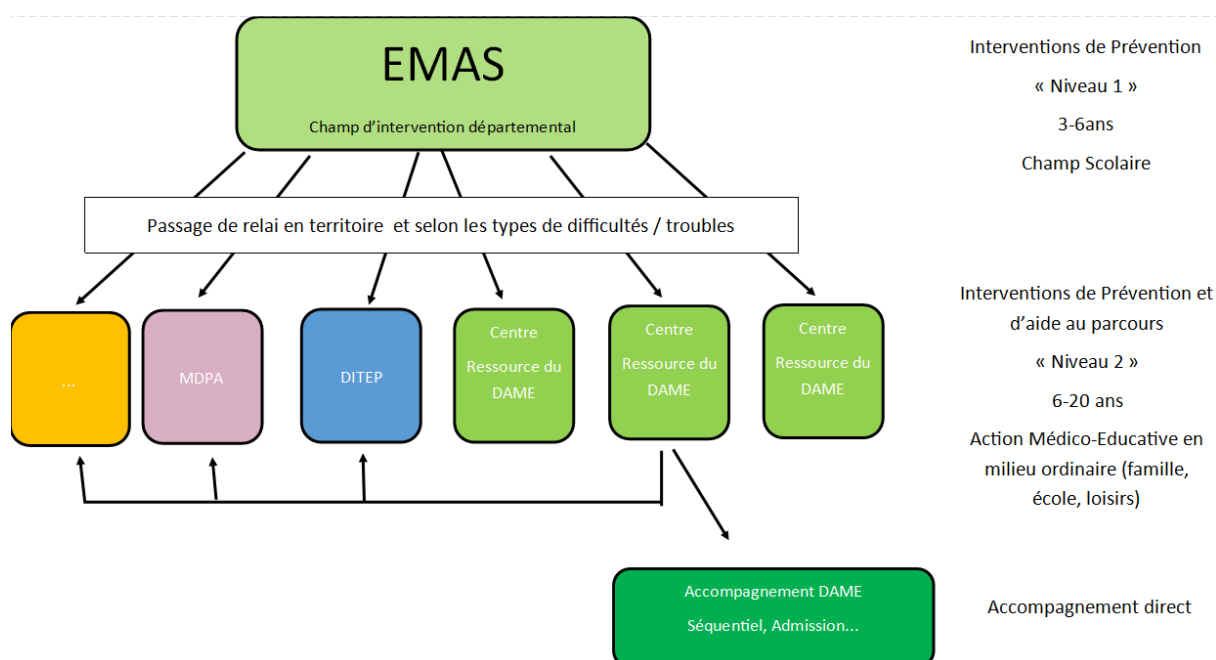 EMAS
Champ d'intervention départemental
Interventions de Prévention
« Niveau 1 »
3-6ans
Champ Scolaire
Passage de relai en territoire et selon les types de difficultés / troubles
...
MDPA
DITEP
Centre
Ressource du
DAME
Centre
Ressource du
DAME
Centre
Ressource du
DAME
Interventions de Prévention et
d'aide au parcours
« Niveau 2 »
6-20 ans
Action Médico-Educative en
milieu ordinaire (famille,
école, loisirs)
Accompagnement DAME
Séquentiel, Admission...
Accompagnement direct